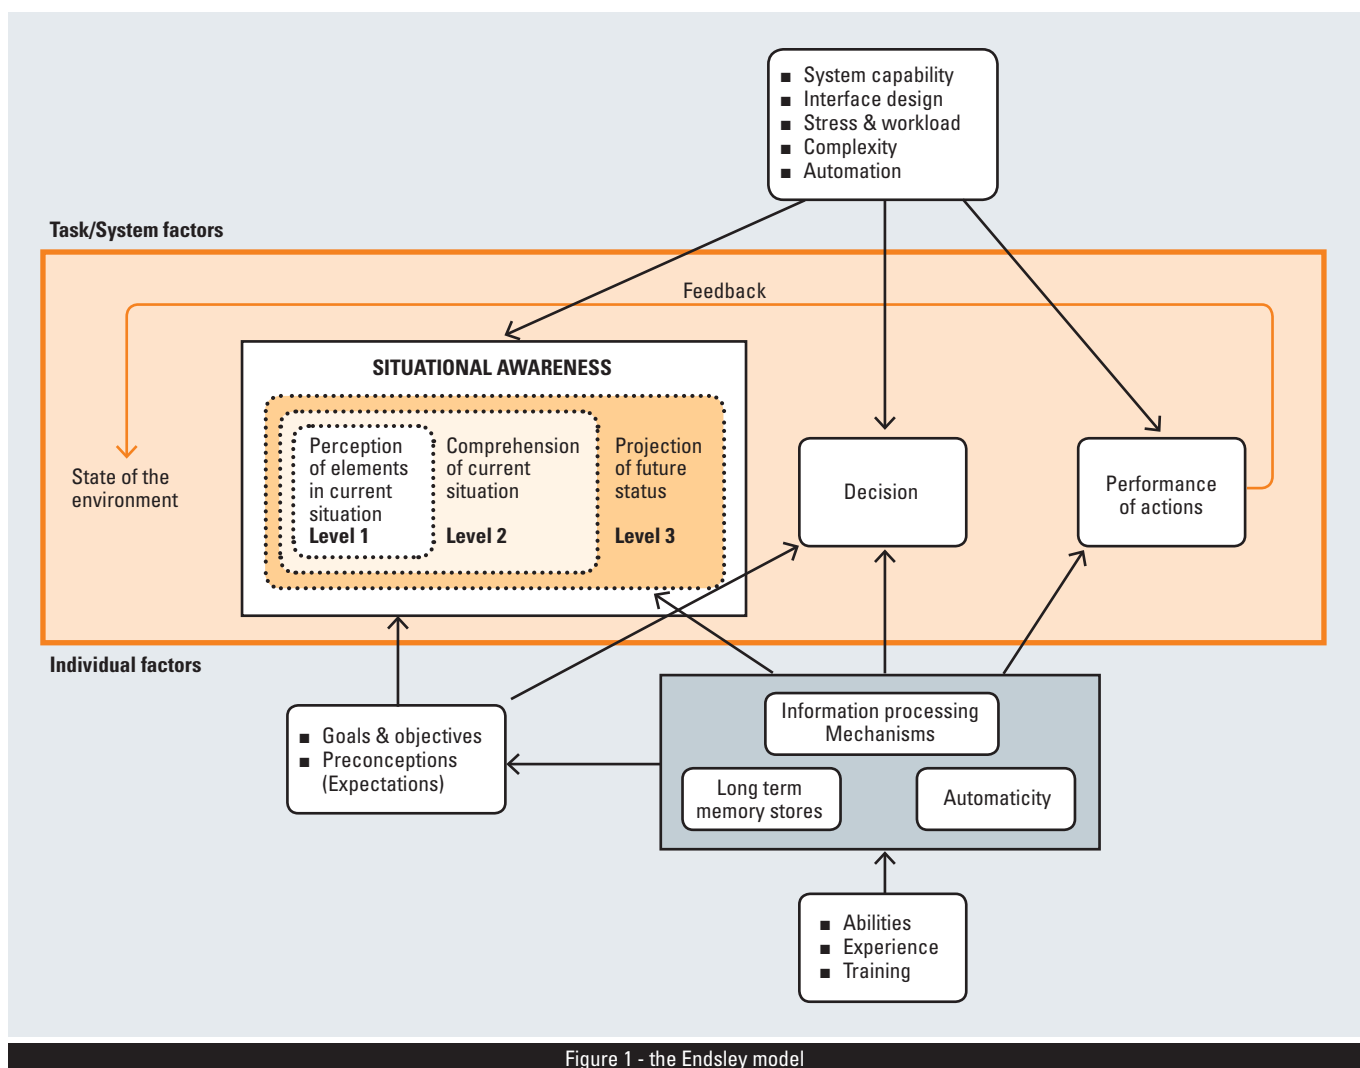 ■ System capability
■ Interface design
■ Stress & workload
■ Complexity
■ Automation
Task/System factors
Feedback
SITUATIONAL AWARENESS
Perception
of elements
in current
situation
Level 1
Comprehension
of current
situation
Level 2
Projection
of future
status
Level 3
State of the
environment
Decision
Performance
of actions
Individual factors
■ Goals & objectives
■ Preconceptions
(Expectations)
Information processing
Mechanisms
Long term
memory stores
Automaticity
■ Abilities
■ Experience
■ Training
Figure 1 - the Endsley model